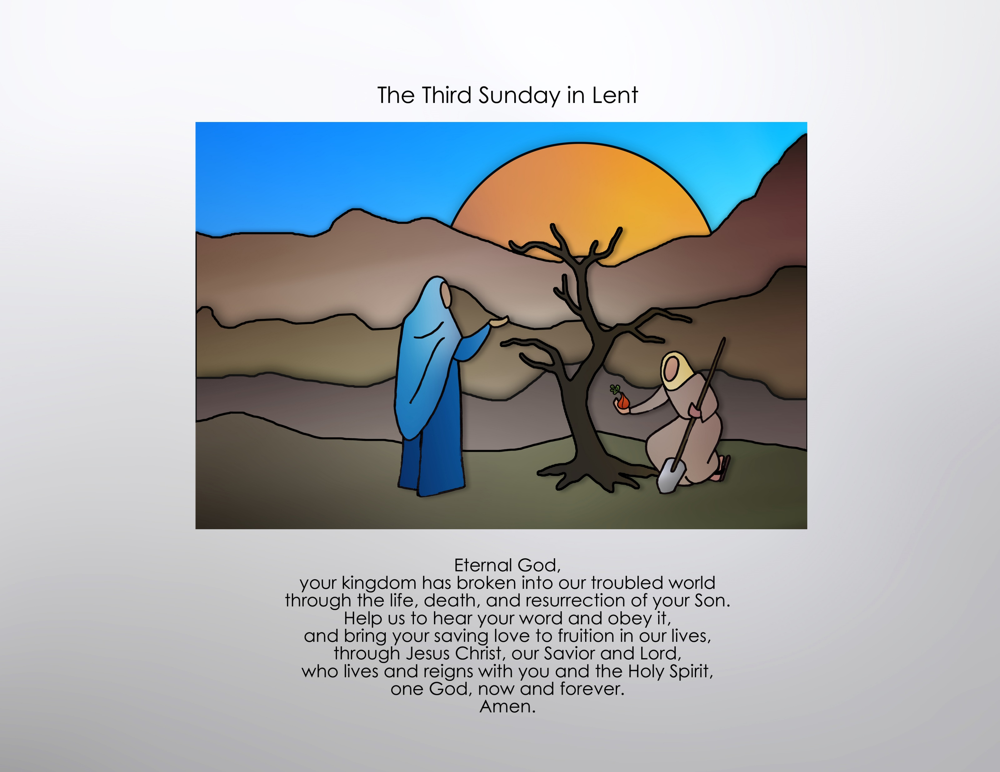 The Third Sunday in Lent
Eternal God,
your kingdom has broken into our troubled world
through the life, death, and resurrection of your Son.
Help us to hear your word and obey it,
and bring your saving love to fruition in our lives,
through Jesus Christ, our Savior and Lord,
who lives and reigns with you and the Holy Spirit,
one God, now and forever.
Amen.